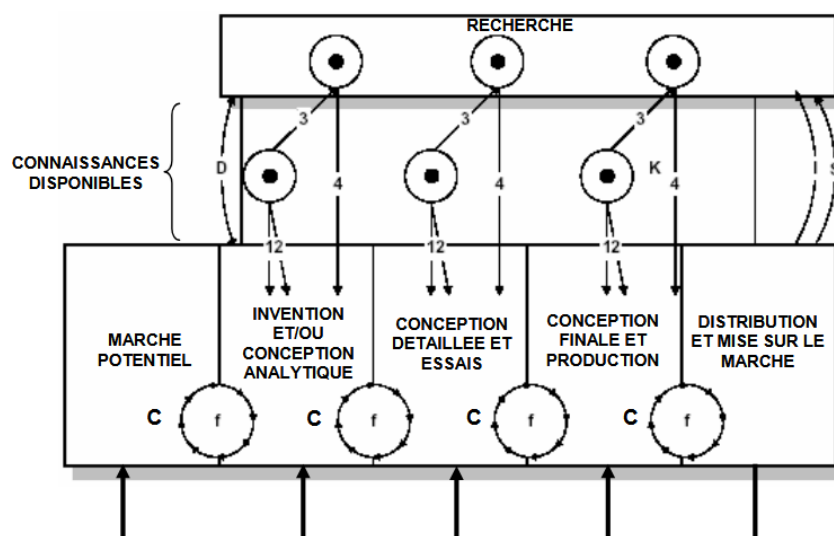 RECHERCHE
3 3 3
CONNAISSANCES
DISPONIBLES
D 4 4 K 4 I S
12 12 12
MARCHE
POTENTIEL
INVENTION
ET/OU
CONCEPTION
ANALYTIQUE
CONCEPTION
DETAILLEE ET
ESSAIS
CONCEPTION
FINALE ET
PRODUCTION
DISTRIBUTION
ET MISE SUR LE
MARCHE
C f C f C f C f